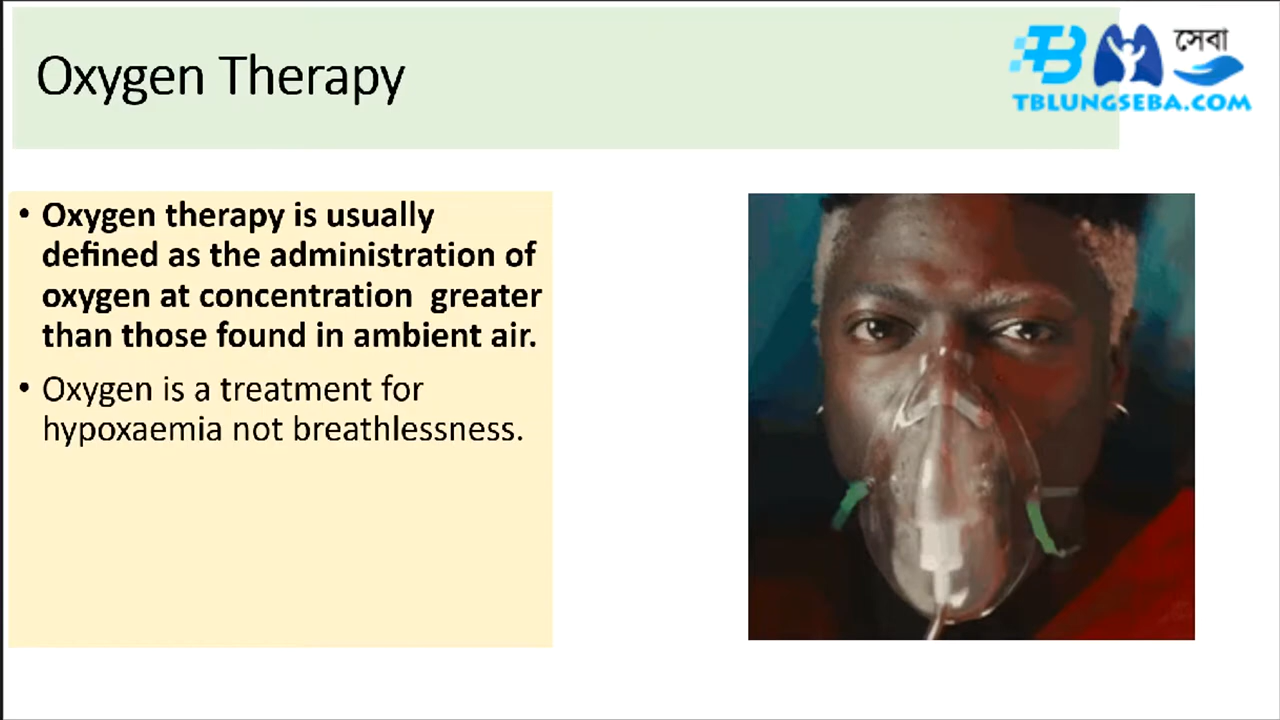 Oxygen Therapy
TB
সেবা
TBLUNGSEBA.COM
• Oxygen therapy is usually
defined as the administration of
oxygen at concentration  greater
than those found in ambient air.
• Oxygen is a treatment for
hypoxaemia not breathlessness.